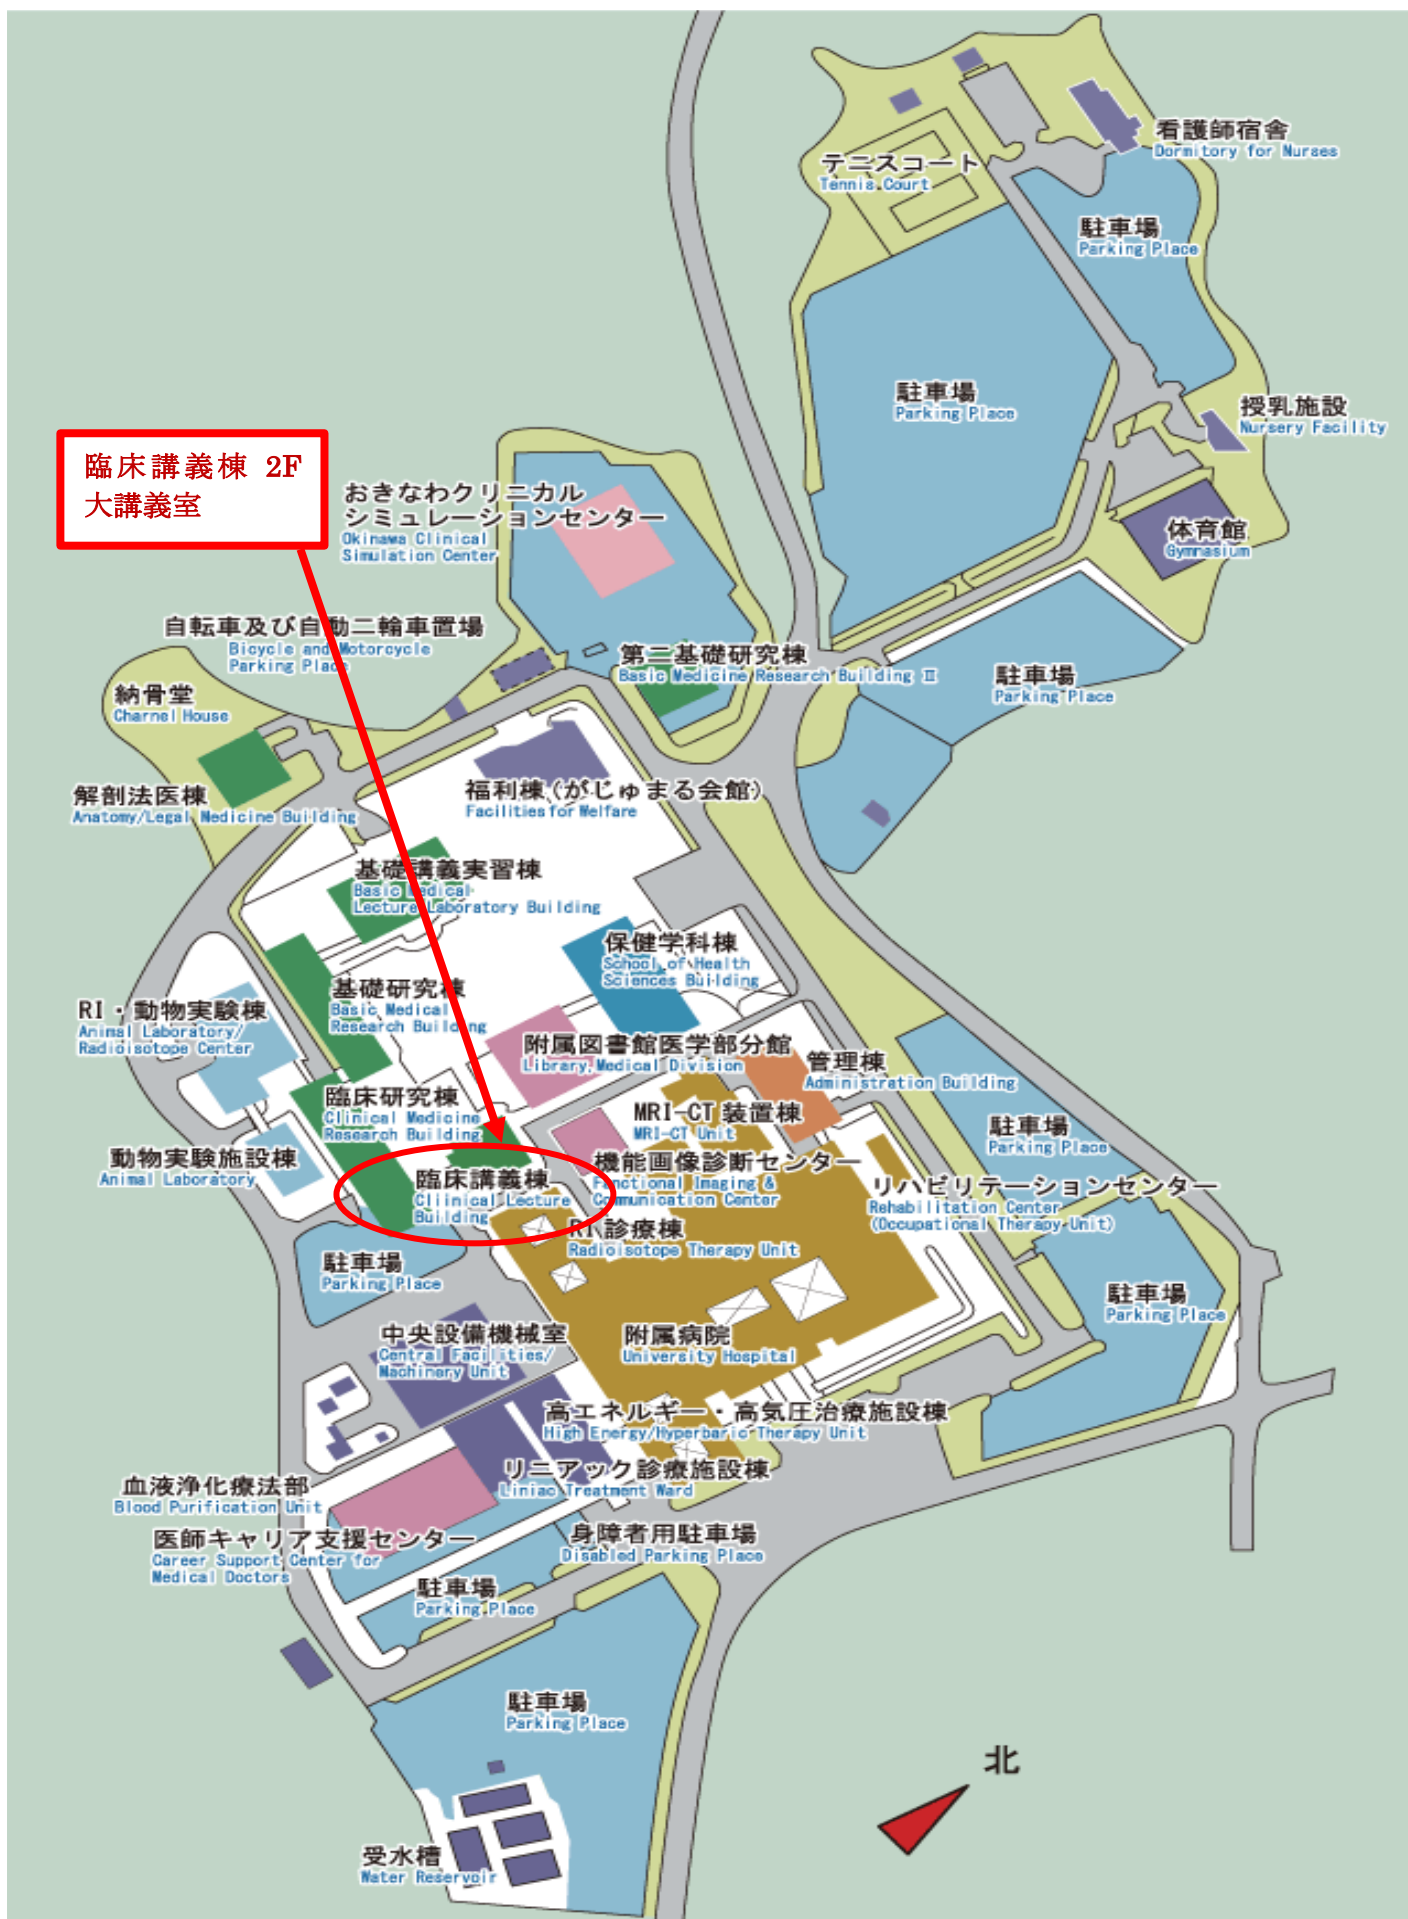 看護師宿舎
Dormitory for Nurses
テニスコート
Tennis Court
駐車場
Parking Place
駐車場
Parking Place
授乳施設
Nursery Facility
臨床講義棟 2F
大講義室
おきなわクリニカル
シミュレーションセンター
Okinawa Clinical
Simulation Center
体育館
Gymnasium
自転車及び自動二輪車置場
Bicycle and Motorcycle
Parking Place
第二基礎研究棟
Basic Medicine Research Building Ⅱ
駐車場
Parking Place
納骨堂
Charnel House
解剖法医棟
Anatomy/Legal Medicine Building
福利棟(がじゅまる会館)
Facilities for Welfare
基礎講義実習棟
Basic Medical
Lecture Laboratory Building
保健学科棟
School of Health
Sciences Building
基礎研究棟
Basic Medical
Research Building
RI・動物実験棟
Animal Laboratory/
Radioisotope Center
附属図書館医学部分館
Library, Medical Division
管理棟
Administration Building
臨床研究棟
Clinical Medicine
Research Building
MRI-CT 装置棟
MRI-CT Unit
駐車場
Parking Place
動物実験施設棟
Animal Laboratory
機能画像診断センター
Functional Imaging &
Communication Center
臨床講義棟
Cliinical Lecture
Building
リハビリテーションセンター
Rehabilitation Center
(Occupational Therapy Unit)
RI 診療棟
Radioisotope Therapy Unit
駐車場
Parking Place
駐車場
Parking Place
中央設備機械室
Central Facilities/
Machinery Unit
附属病院
University Hospital
高エネルギー・高気圧治療施設棟
High Energy/Hyperbaric Therapy Unit
リニアック診療施設棟
Liniac Treatment Ward
血液浄化療法部
Blood Purification Unit
医師キャリア支援センター
Career Support Center for
Medical Doctors
身障者用駐車場
Disabled Parking Place
駐車場
Parking Place
駐車場
Parking Place
北
受水槽
Water Reservoir